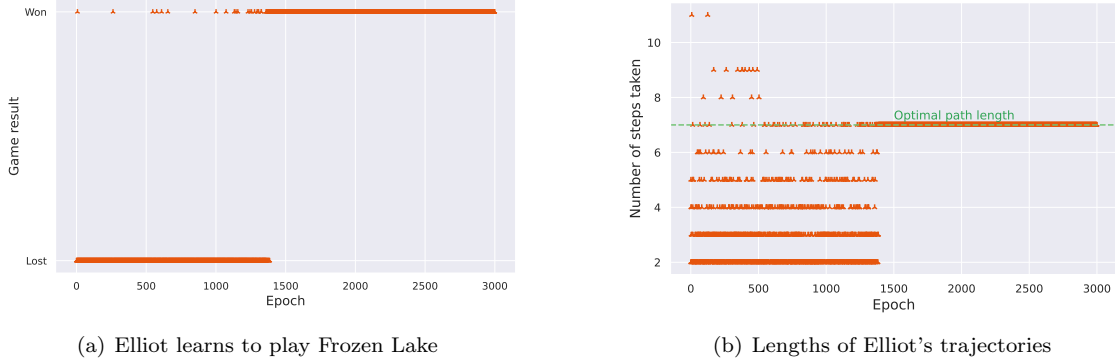 Won
Lost
Game result
0 500 1000 1500 2000 2500 3000
Epoch
(a) Elliot learns to play Frozen Lake
10
8
6
4
2
Number of steps taken
Optimal path length
0 500 1000 1500 2000 2500 3000
Epoch
(b) Lengths of Elliot's trajectories